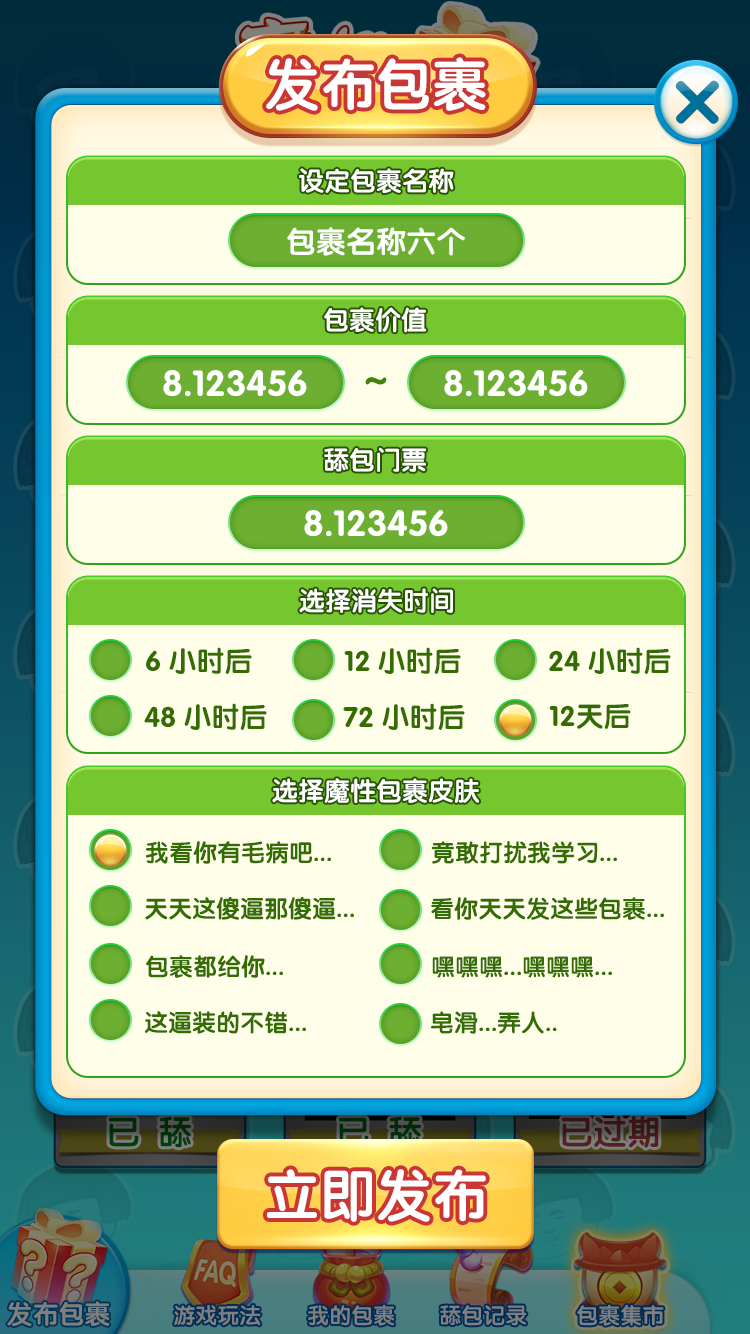 发布包裹
设定包裹名称
包裹名称六个
包裹价值
8.123456 ~ 8.123456
舔包门票
8.123456
选择消失时间
6 小时后 12 小时后 24 小时后
48 小时后 72 小时后 12天后
选择魔性包裹皮肤
我看你有毛病吧... 竟敢打扰我学习...
天天这傻逼那傻逼... 看你天天发这些包裹...
包裹都给你... 嘿嘿嘿...嘿嘿嘿...
这逼装的不错... 皂滑...弄人..
已 舔 已 舔 已过期
立即发布
FAQ
发布包裹 游戏玩法 我的包裹 舔包记录 包裹集市